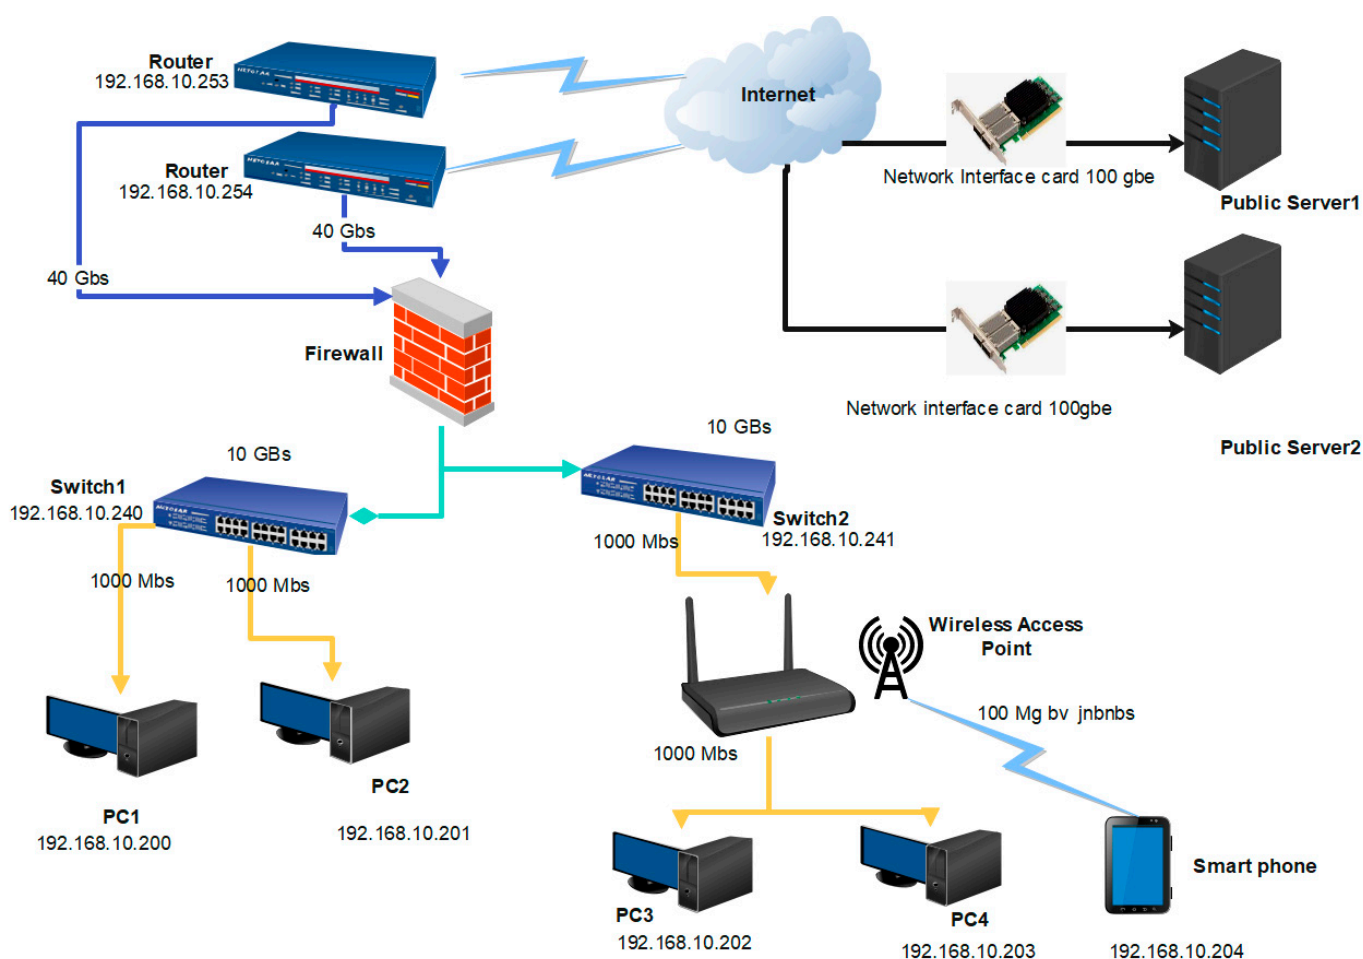 Router
192.168.10.253
NETGEAR
Internet
Router
192.168.10.254
NETGEAR
Network Interface card 100 gbe
Public Server1
40 Gbs
40 Gbs
Firewall
Network interface card 100gbe
Public Server2
10 GBs
10 GBs
Switch1
192.168.10.240
NETGEAR
NETGEAR
Switch2
192.168.10.241
1000 Mbs
1000 Mbs
1000 Mbs
Wireless Access
Point
100 Mg bv jnbnbs
1000 Mbs
PC1
192.168.10.200
PC2
192.168.10.201
PC3
192.168.10.202
PC4
192.168.10.203
Smart phone
192.168.10.204